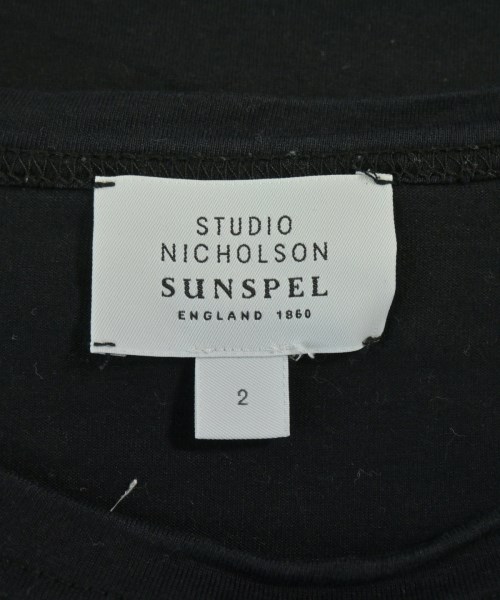 STUDIO
NICHOLSON
SUNSPEL
ENGLAND 1860
2